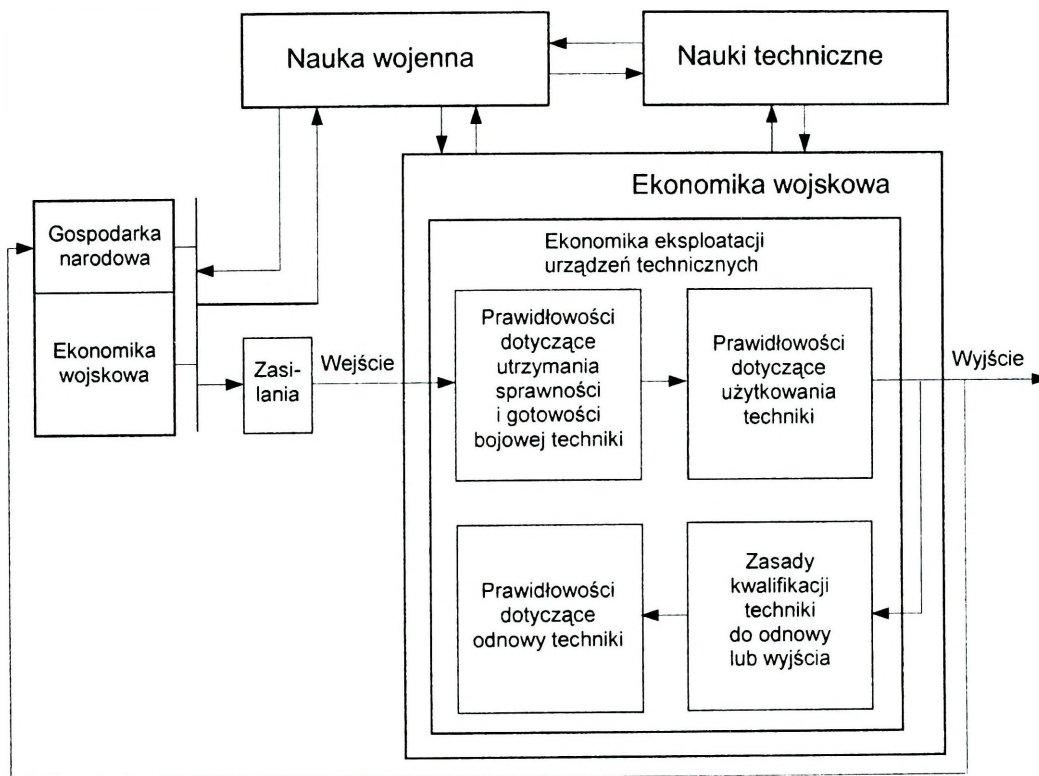 Nauka wojenna
Nauki techniczne
Ekonomika wojskowa
Gospodarka
narodowa
Ekonomika
wojskowa
Zasi-
lania
Wejście
Ekonomika eksploatacji
urządzeń technicznych
Prawidłowości
dotyczące
utrzymania
sprawności
i gotowości
bojowej techniki
Prawidłowości
dotyczące
użytkowania
techniki
Wyjście
Prawidłowości
dotyczące
odnowy techniki
Zasady
kwalifikacji
techniki
do odnowy
lub wyjścia